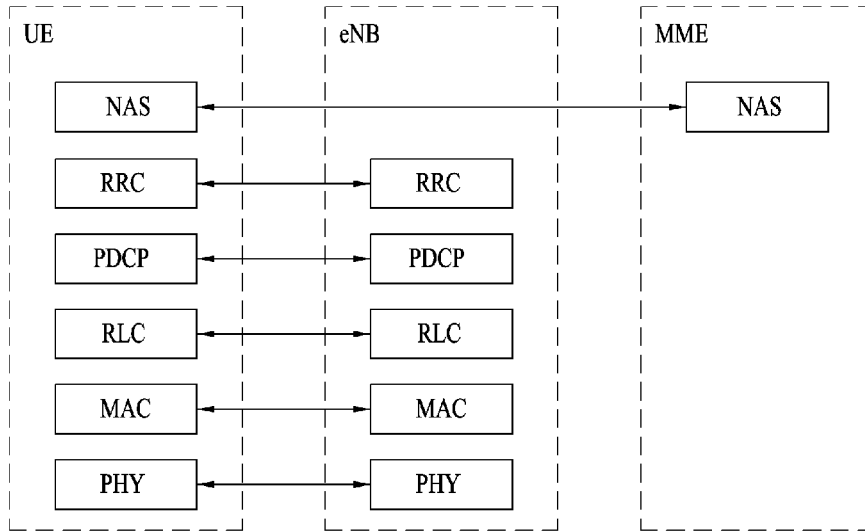 UE eNB MME
NAS NAS
RRC RRC
PDCP PDCP
RLC RLC
MAC MAC
PHY PHY